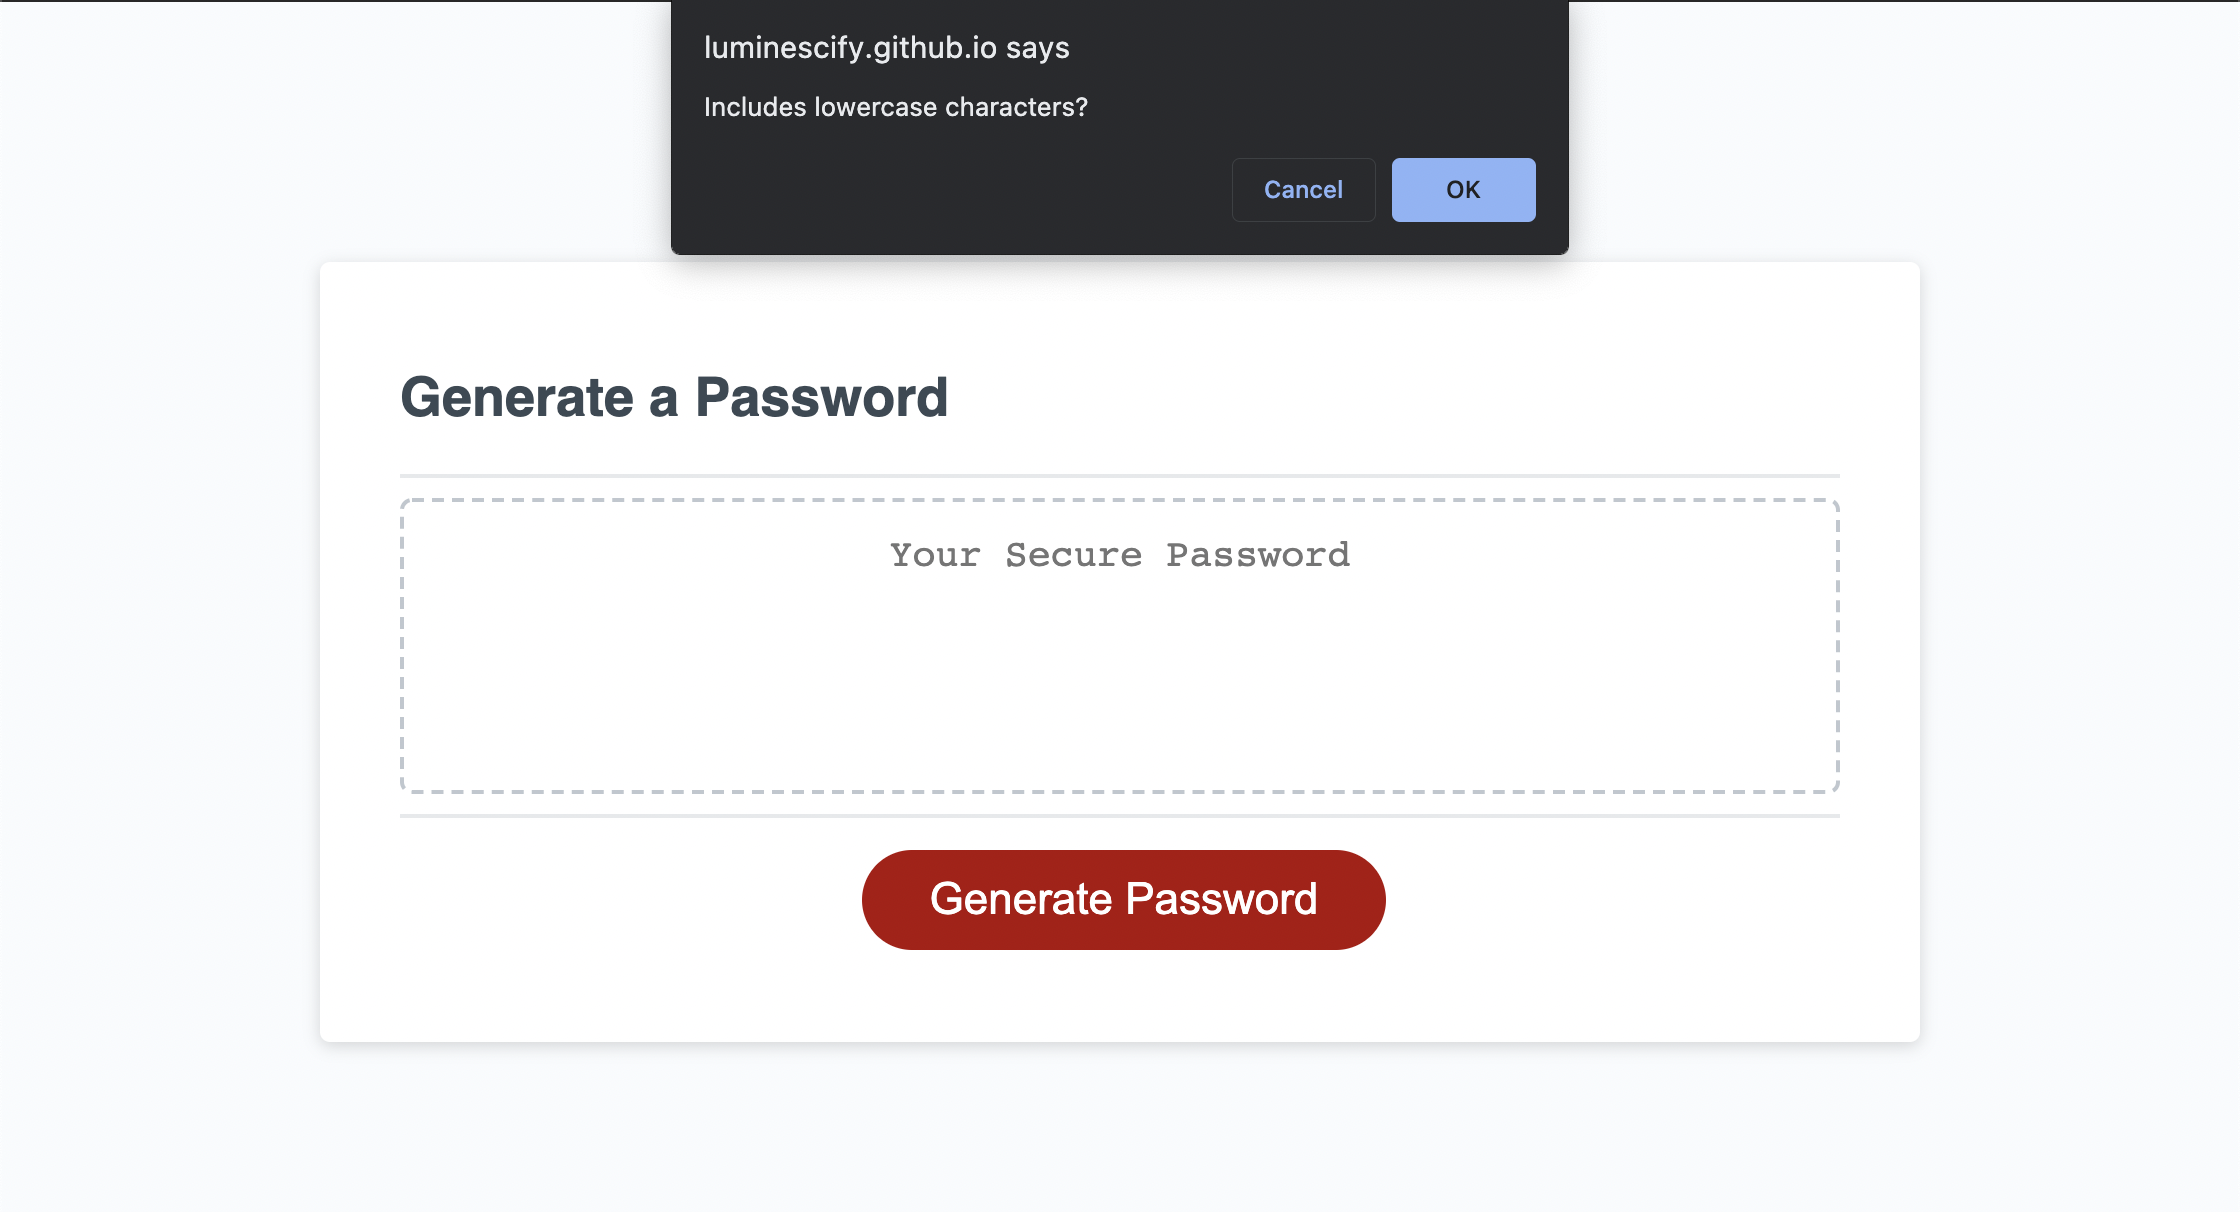 luminescify.github.io says
Includes lowercase characters?
Cancel
OK
Generate a Password
Your Secure Password
Generate Password